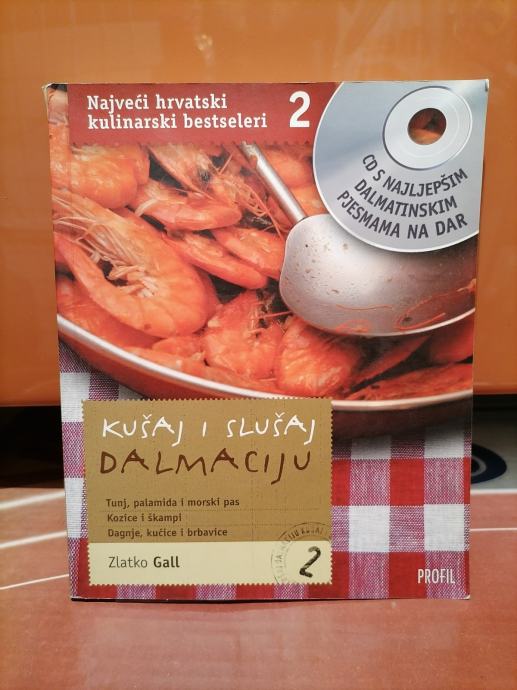 Najveći hrvatski
kulinarski bestseleri 2
CD S NAJLJEPŠIM
DALMATINSKIM
PJESMAMA NA DAR
KUŠAJ I SLUŠAJ
DALMACIJU
Tunj, palamida i morski pas
Kozice i škampi
Dagnje, kućice i brbavice
Zlatko Gall
2
PROFIL